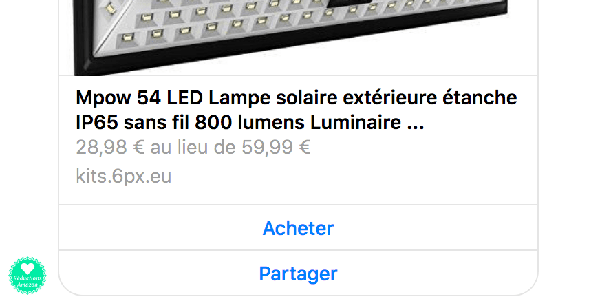 Mpow 54 LED Lampe solaire extérieure étanche
IP65 sans fil 800 lumens Luminaire ...
28,98 € au lieu de 59,99 €
kits.6px.eu
Acheter
Partager